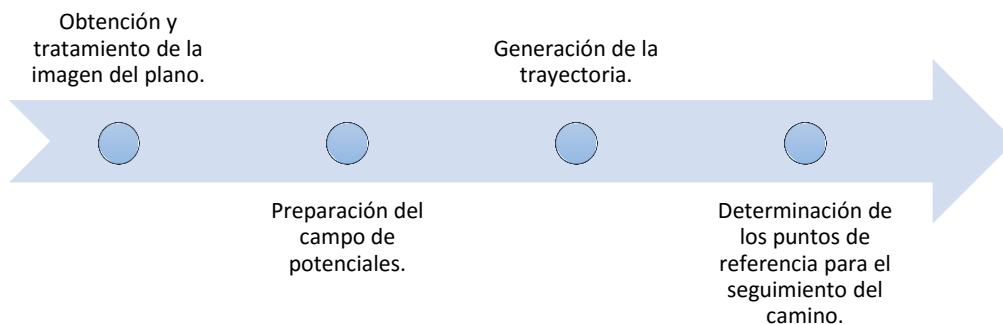 Obtención y
tratamiento de la
imagen del plano.
Preparación del
campo de
potenciales.
Generación de la
trayectoria.
Determinación de
los puntos de
referencia para el
seguimiento del
camino.